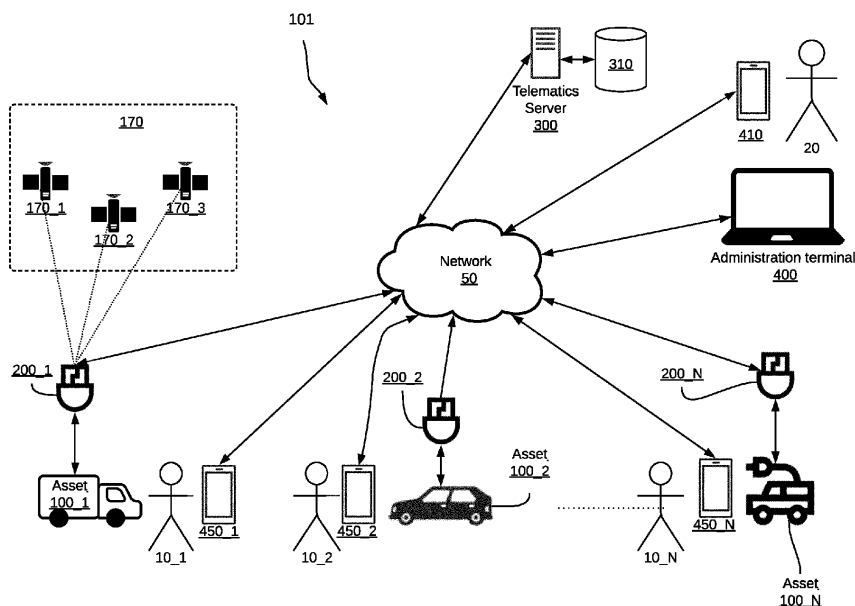 101
170
310
Telematics
Server
300
410
20
170_1
170_3
170_2
Network
50
Administration terminal
400
200_1
200_2
200_N
Asset
100_1
Asset
100_2
450_1
450_2
450_N
10_1
10_2
10_N
Asset
100_N